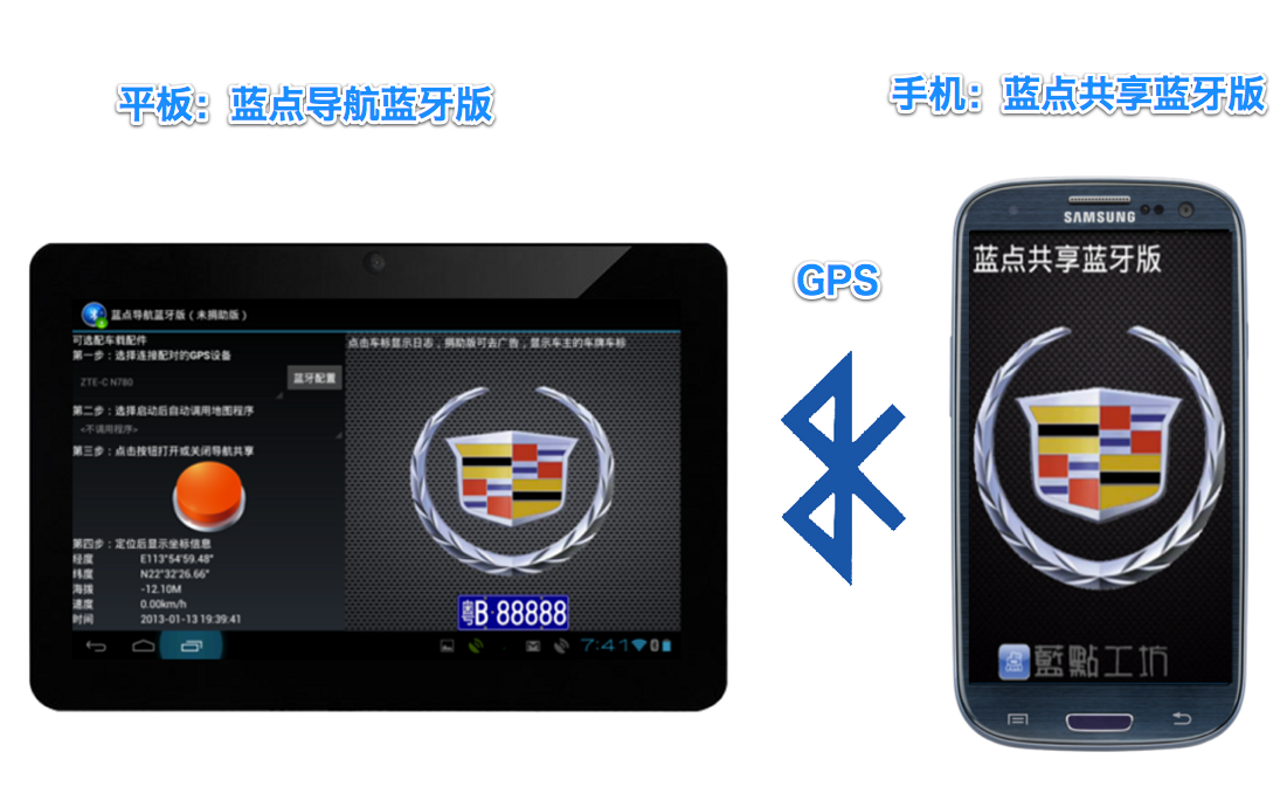 平板：蓝点导航蓝牙版
手机：蓝点共享蓝牙版
GPS
蓝点导航蓝牙版（未捐助版）
可选配车载配件
第一步：选择连接配对的GPS设备
ZTE-C N780
蓝牙配置
第二步：选择启动后自动调用地图程序
<不调用程序>
第三步：点击按钮打开或关闭导航共享
第四步：定位后显示坐标信息
经度 E113°54'59.48"
纬度 N22°32'26.66"
海拨 -12.10M
速度 0.00km/h
时间 2013-01-13 19:39:41
点击车标显示日志，捐助版可去广告，显示车主的车牌车标
粤B·88888
7:41
SAMSUNG
蓝点共享蓝牙版
点
藍點工坊